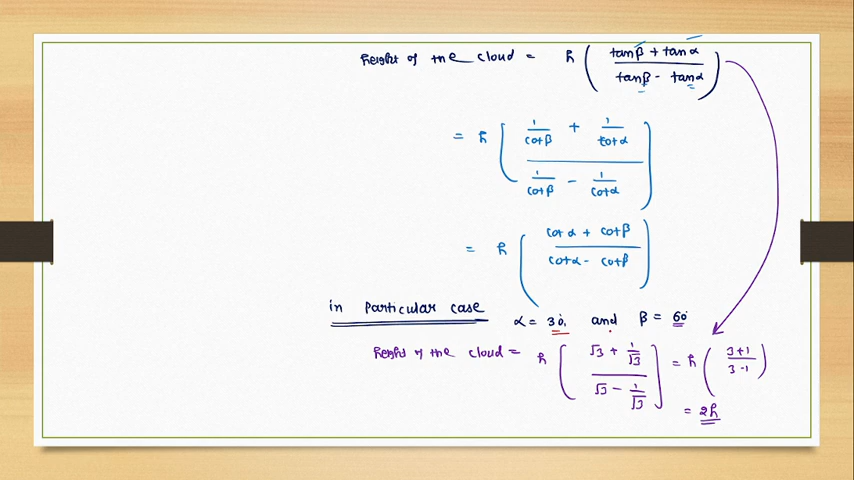 height of the cloud = h ( (tanβ + tanα) / (tanβ - tanα) )
= h ( (1/cotβ + 1/cotα) / (1/cotβ - 1/cotα) )
= h ( (cotα + cotβ) / (cotα - cotβ) )
in particular case α = 30°, and β = 60°
height of the cloud = h [ (√3 + 1/√3) / (√3 - 1/√3) ] = h ( (3+1) / (3-1) )
= 2h